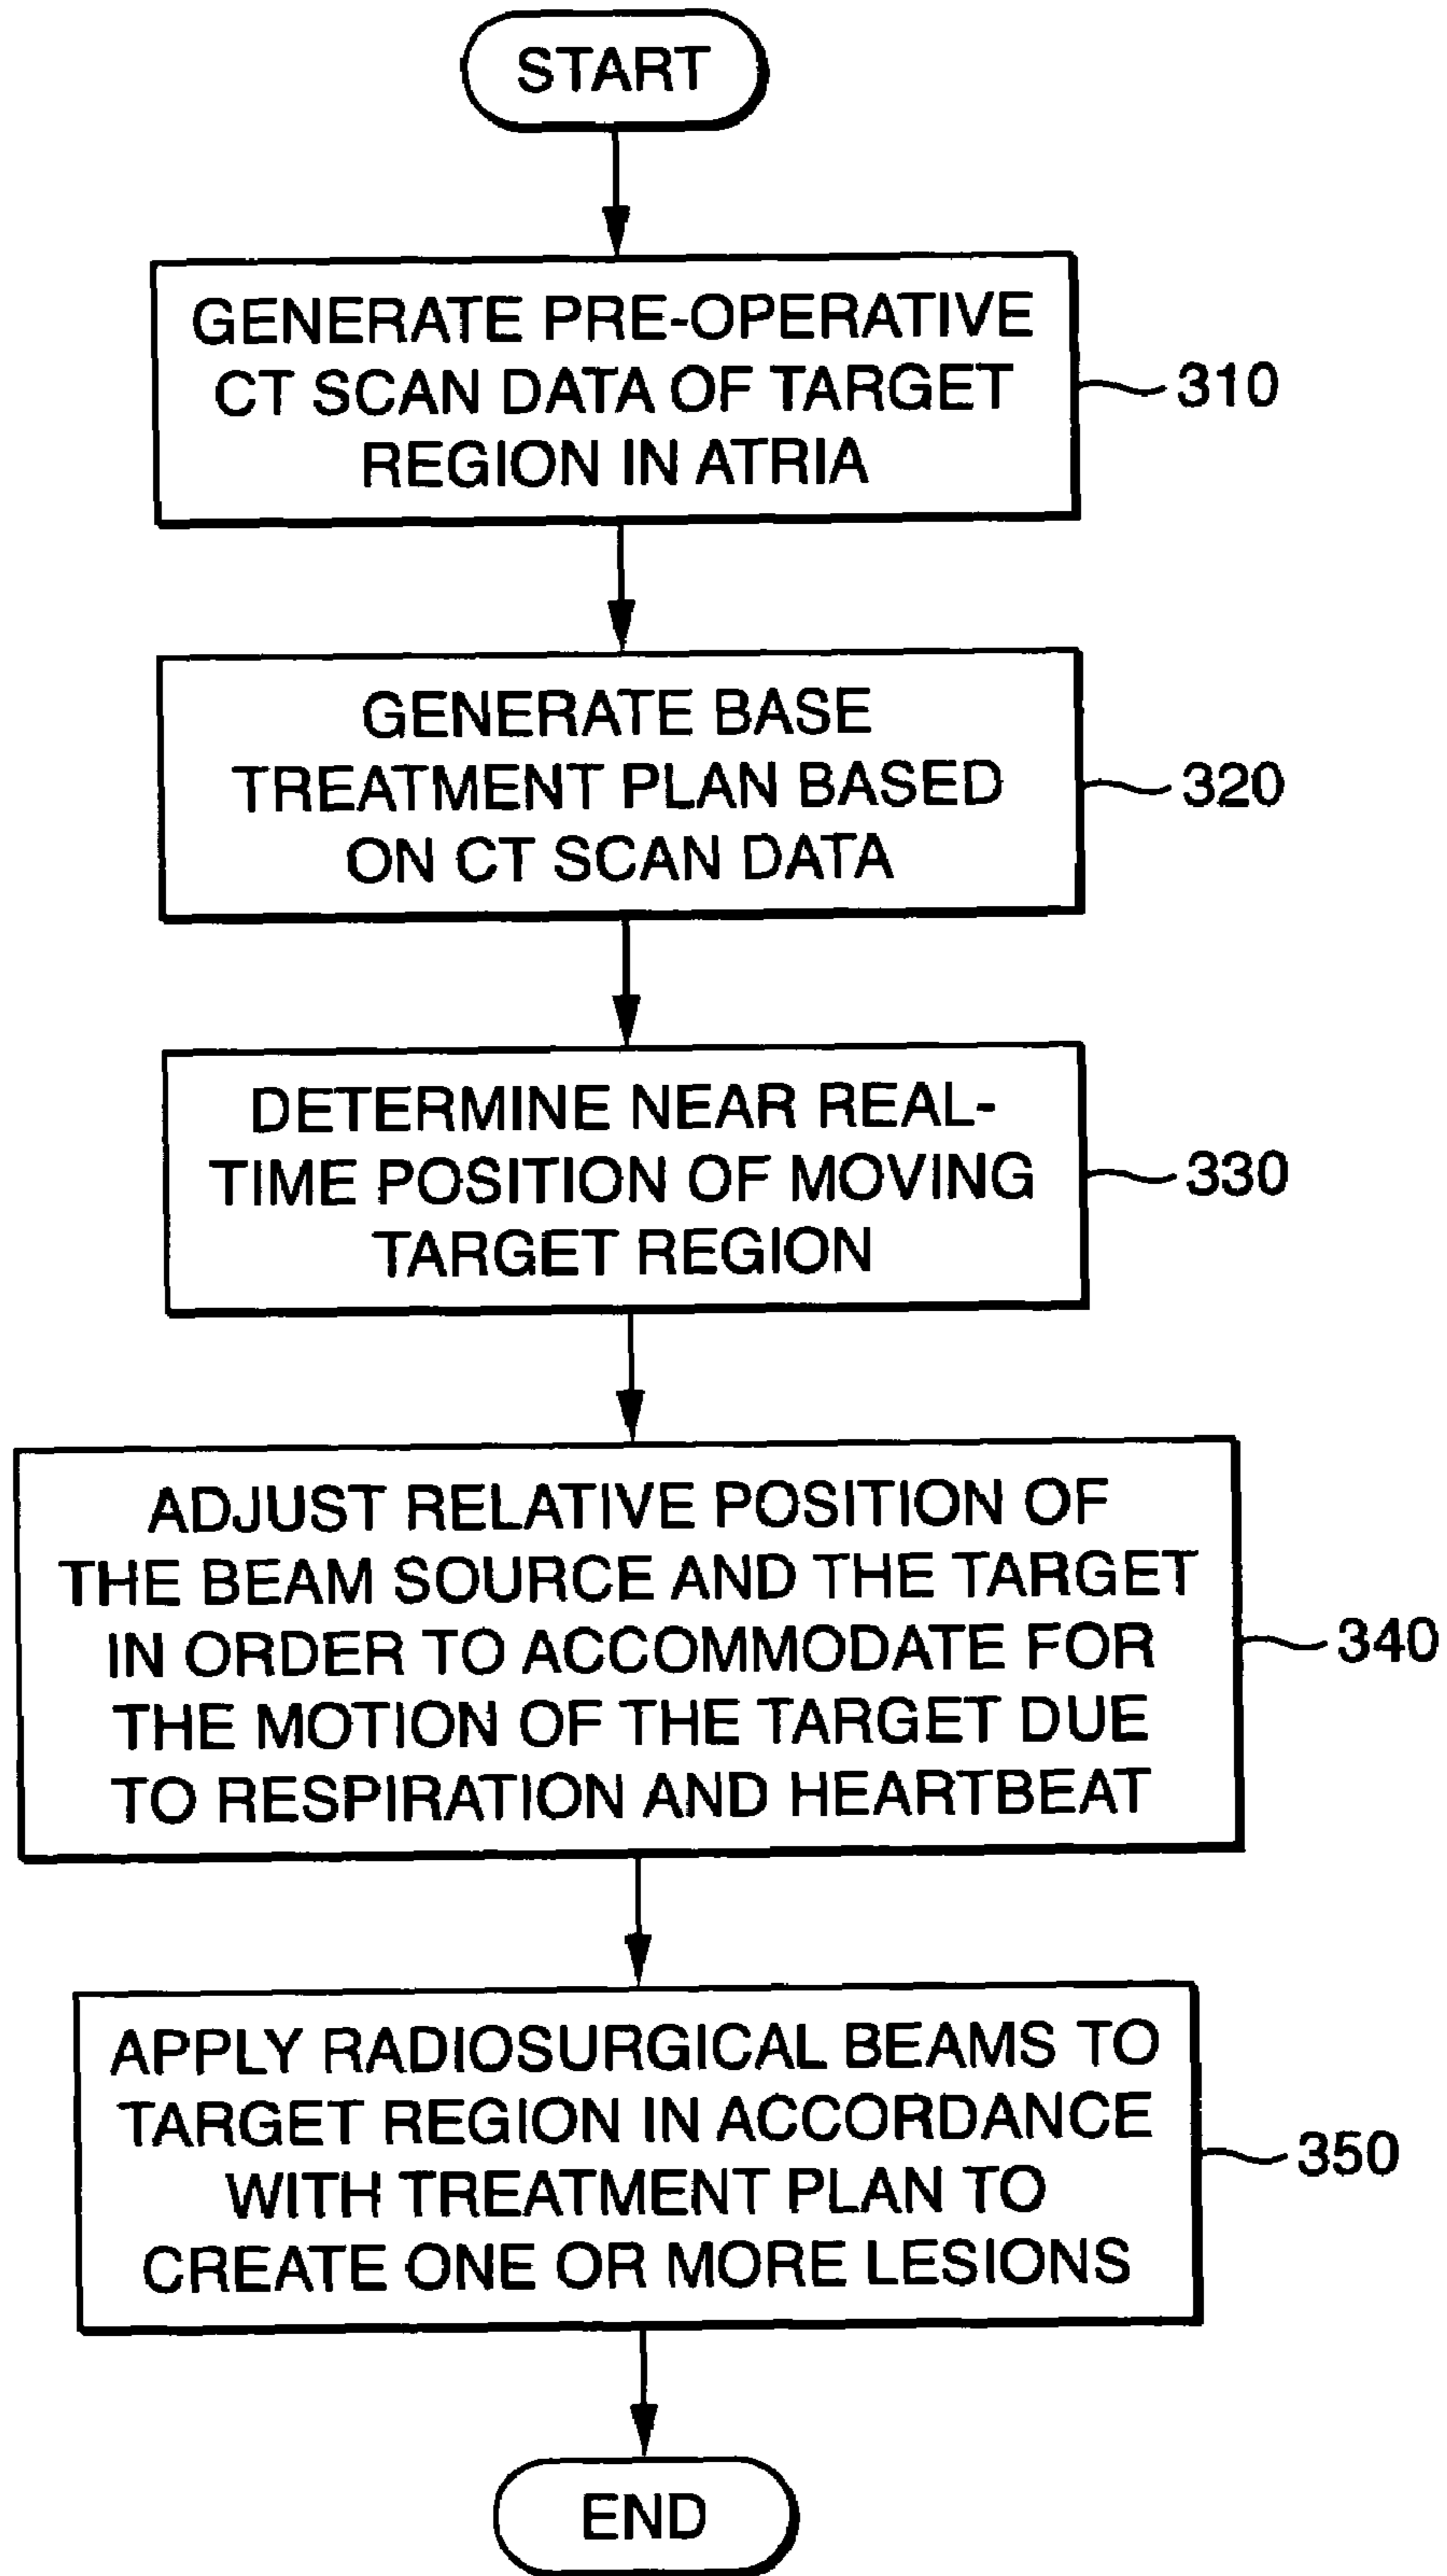 START
GENERATE PRE-OPERATIVE
CT SCAN DATA OF TARGET
REGION IN ATRIA
310
GENERATE BASE
TREATMENT PLAN BASED
ON CT SCAN DATA
320
DETERMINE NEAR REAL-
TIME POSITION OF MOVING
TARGET REGION
330
ADJUST RELATIVE POSITION OF
THE BEAM SOURCE AND THE TARGET
IN ORDER TO ACCOMMODATE FOR
THE MOTION OF THE TARGET DUE
TO RESPIRATION AND HEARTBEAT
340
APPLY RADIOSURGICAL BEAMS TO
TARGET REGION IN ACCORDANCE
WITH TREATMENT PLAN TO
CREATE ONE OR MORE LESIONS
350
END